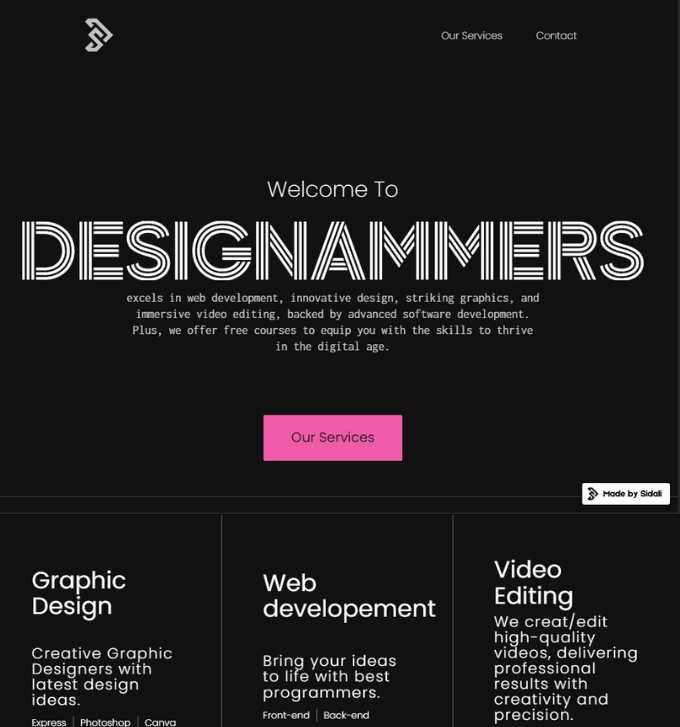 Our Services
Contact
Welcome To
DESIGNAMMERS
excels in web development, innovative design, striking graphics, and
immersive video editing, backed by advanced software development.
Plus, we offer free courses to equip you with the skills to thrive
in the digital age.
Our Services
Made by Sidali
Graphic
Design
Creative Graphic
Designers with
latest design
ideas.
Express | Photoshop | Canva
Web
developement
Bring your ideas
to life with best
programmers.
Front-end | Back-end
Video
Editing
We creat/edit
high-quality
videos, delivering
professional
results with
creativity and
precision.